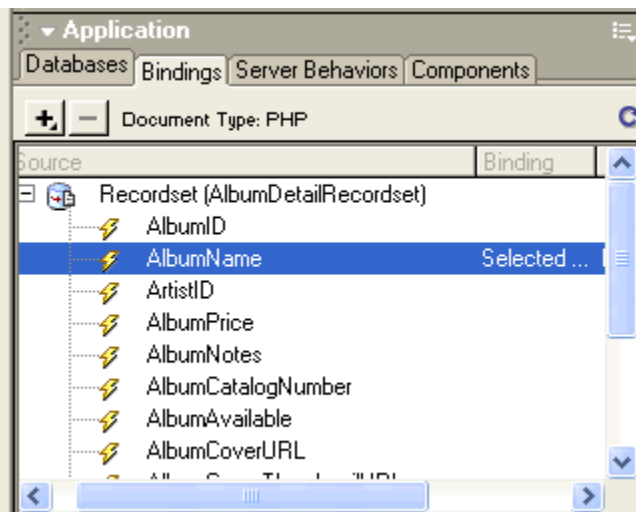 Application
Databases Bindings Server Behaviors Components
Document Type: PHP
Source Binding
Recordset (AlbumDetailRecordset)
AlbumID
AlbumName Selected ...
ArtistID
AlbumPrice
AlbumNotes
AlbumCatalogNumber
AlbumAvailable
AlbumCoverURL